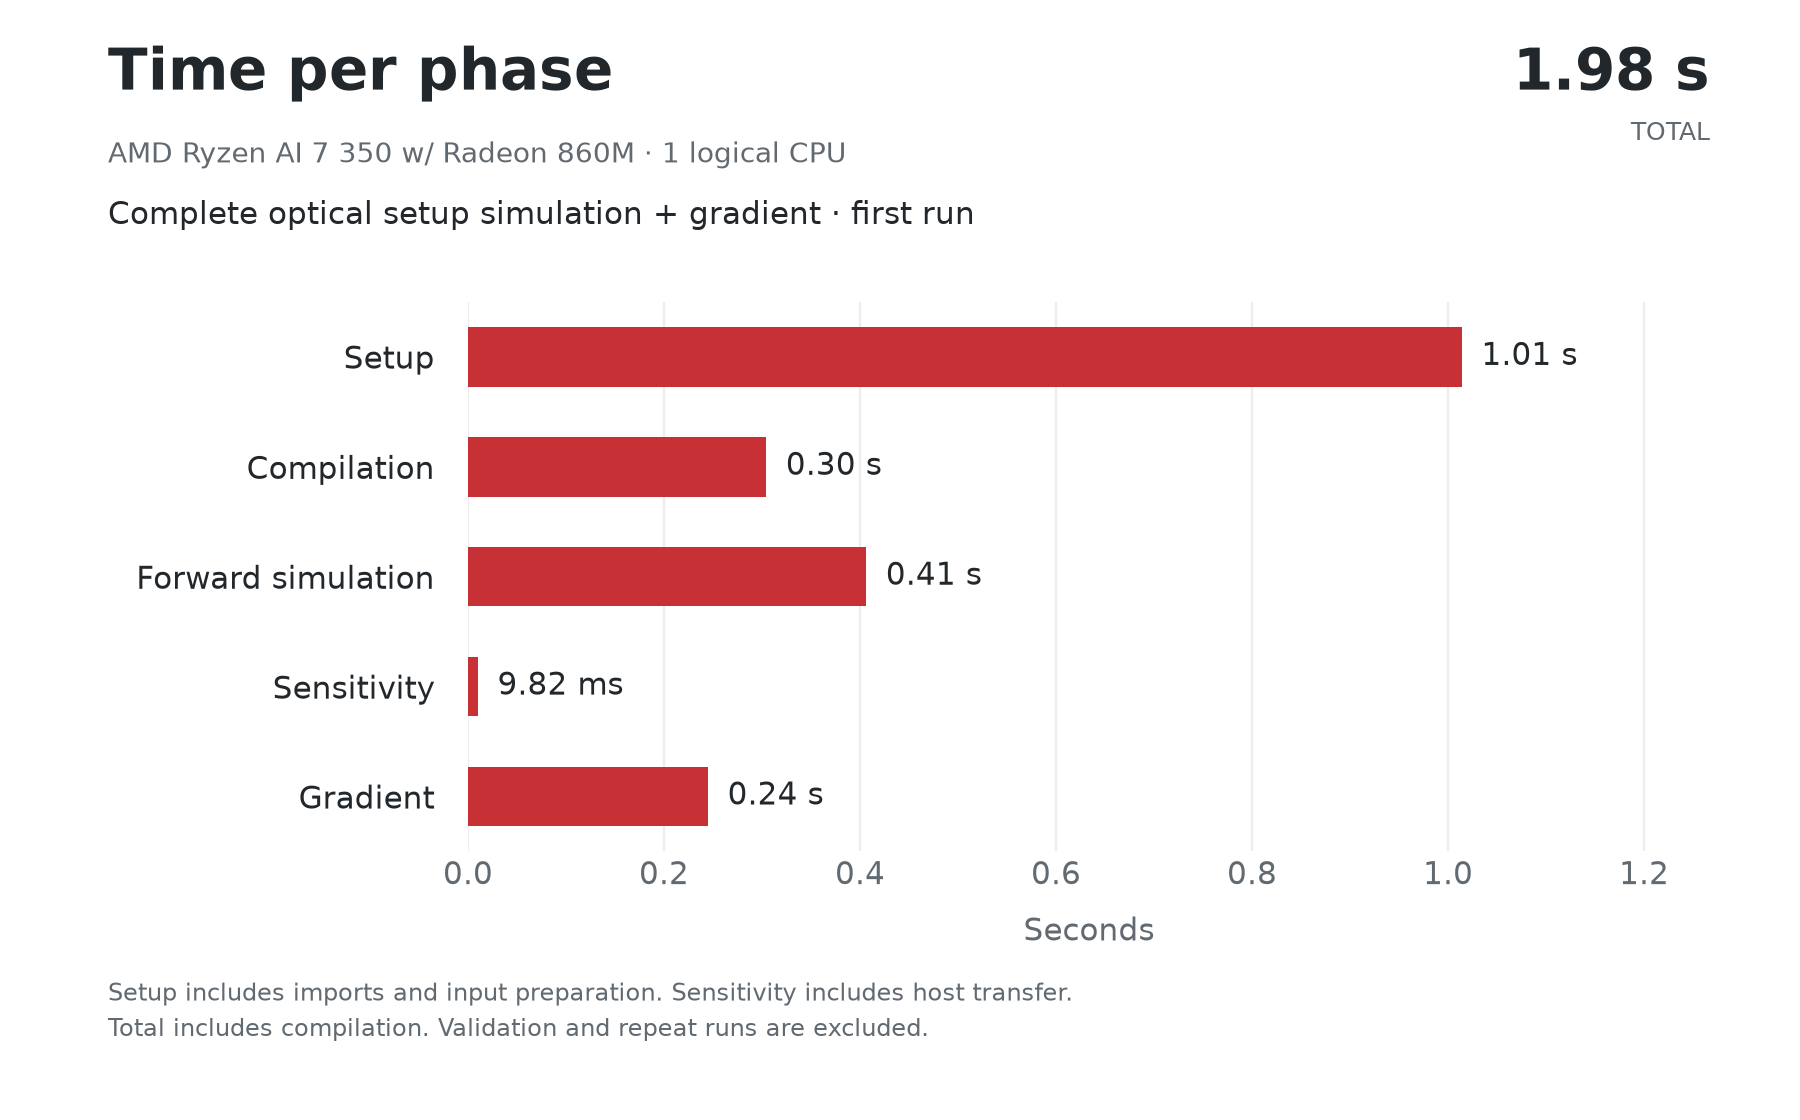 Time per phase
1.98 s
TOTAL
AMD Ryzen AI 7 350 w/ Radeon 860M · 1 logical CPU
Complete optical setup simulation + gradient · first run
Setup
1.01 s
Compilation
0.30 s
Forward simulation
0.41 s
Sensitivity
9.82 ms
Gradient
0.24 s
0.0 0.2 0.4 0.6 0.8 1.0 1.2
Seconds
Setup includes imports and input preparation. Sensitivity includes host transfer.
Total includes compilation. Validation and repeat runs are excluded.